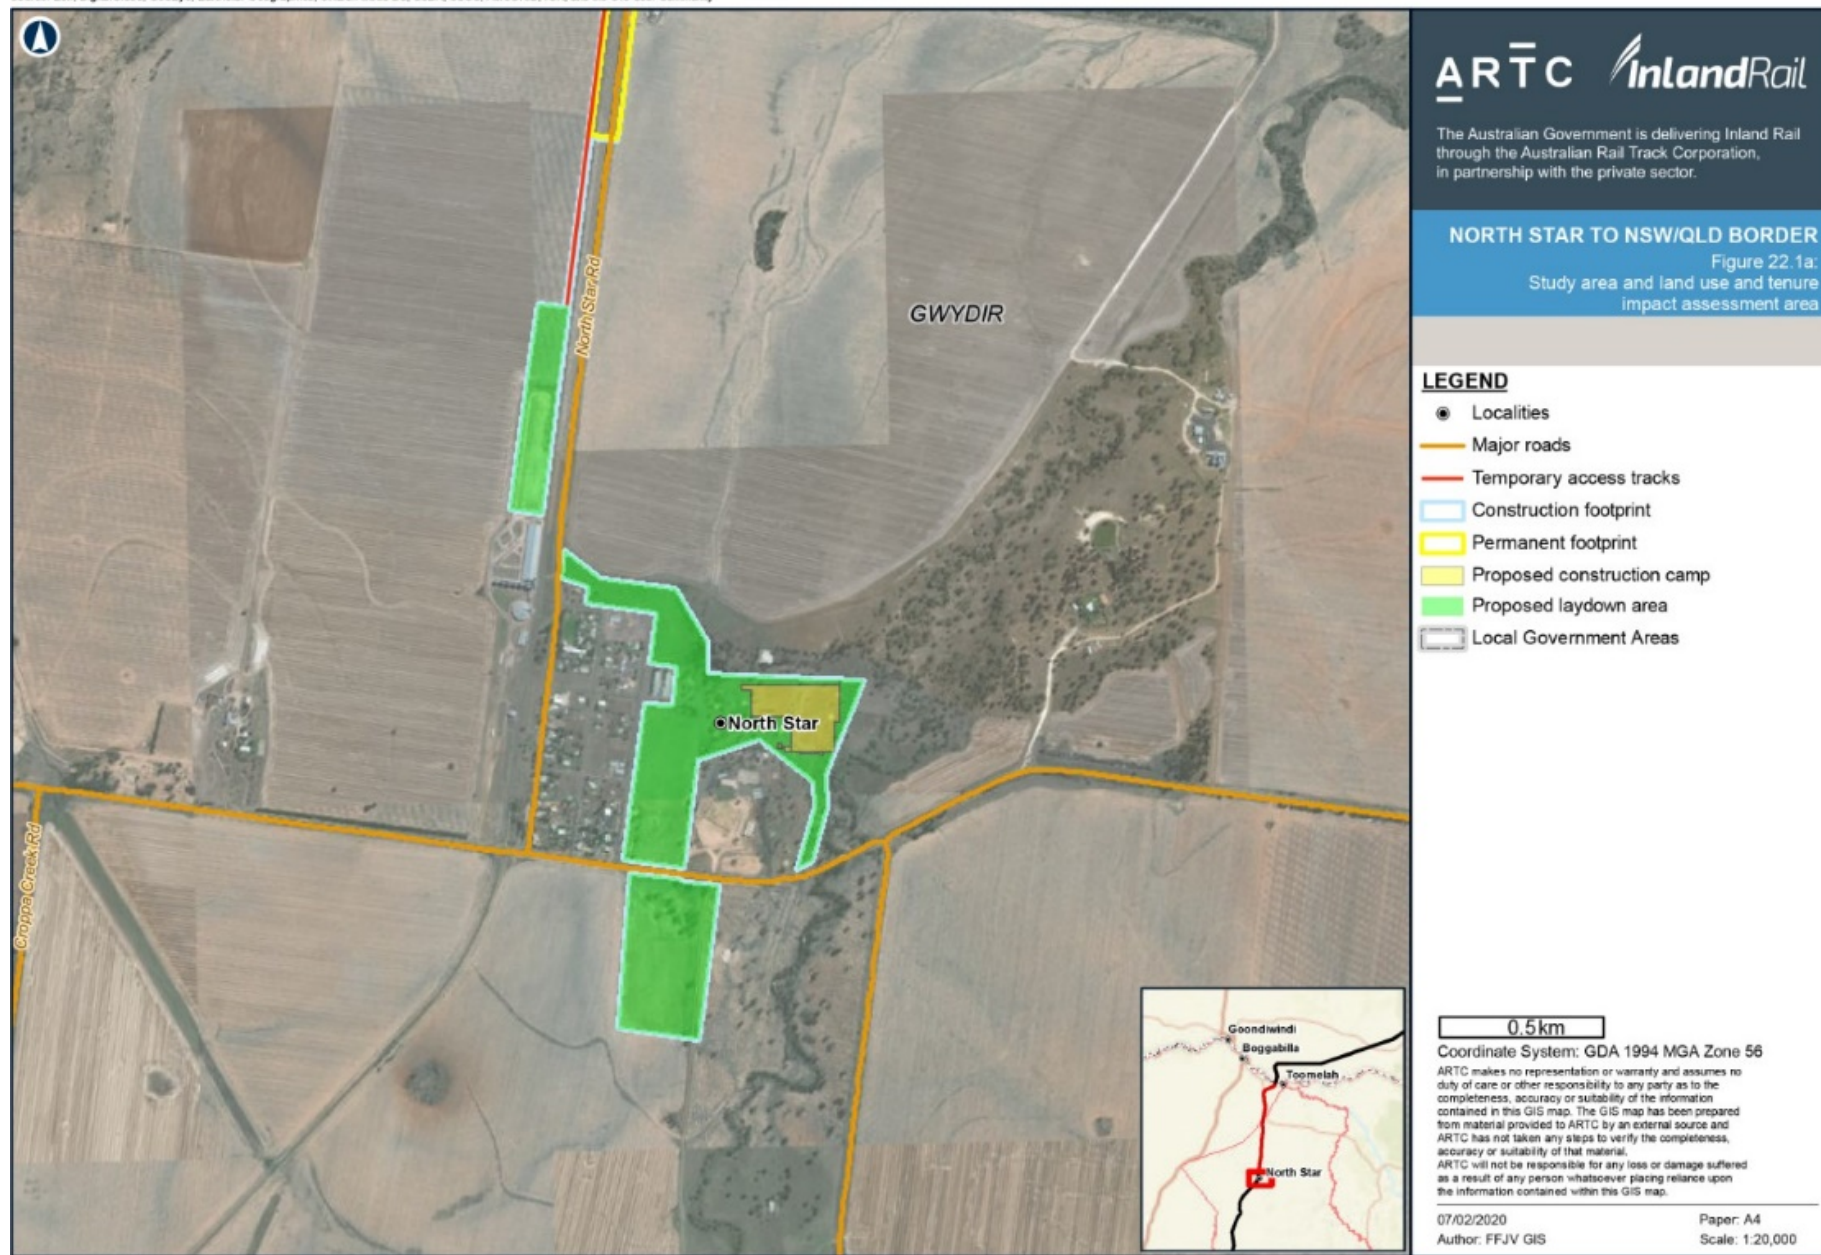 North Star Rd
GWYDIR
North Star
Croppa Creek Rd
Goondiwindi
Boggabilla
Toomelah
North Star
ARTC InlandRail
The Australian Government is delivering Inland Rail
through the Australian Rail Track Corporation,
in partnership with the private sector.
NORTH STAR TO NSW/QLD BORDER
Figure 22.1a:
Study area and land use and tenure
impact assessment area
LEGEND
Localities
Major roads
Temporary access tracks
Construction footprint
Permanent footprint
Proposed construction camp
Proposed laydown area
Local Government Areas
0.5km
Coordinate System: GDA 1994 MGA Zone 56
ARTC makes no representation or warranty and assumes no
duty of care or other responsibility to any party as to the
completeness, accuracy or suitability of the information
contained in this GIS map. The GIS map has been prepared
from material provided to ARTC by an external source and
ARTC has not taken any steps to verify the completeness,
accuracy or suitability of that material.
ARTC will not be responsible for any loss or damage suffered
as a result of any person whatsoever placing reliance upon
the information contained within this GIS map.
07/02/2020 Paper: A4
Author: FFJV GIS Scale: 1:20,000